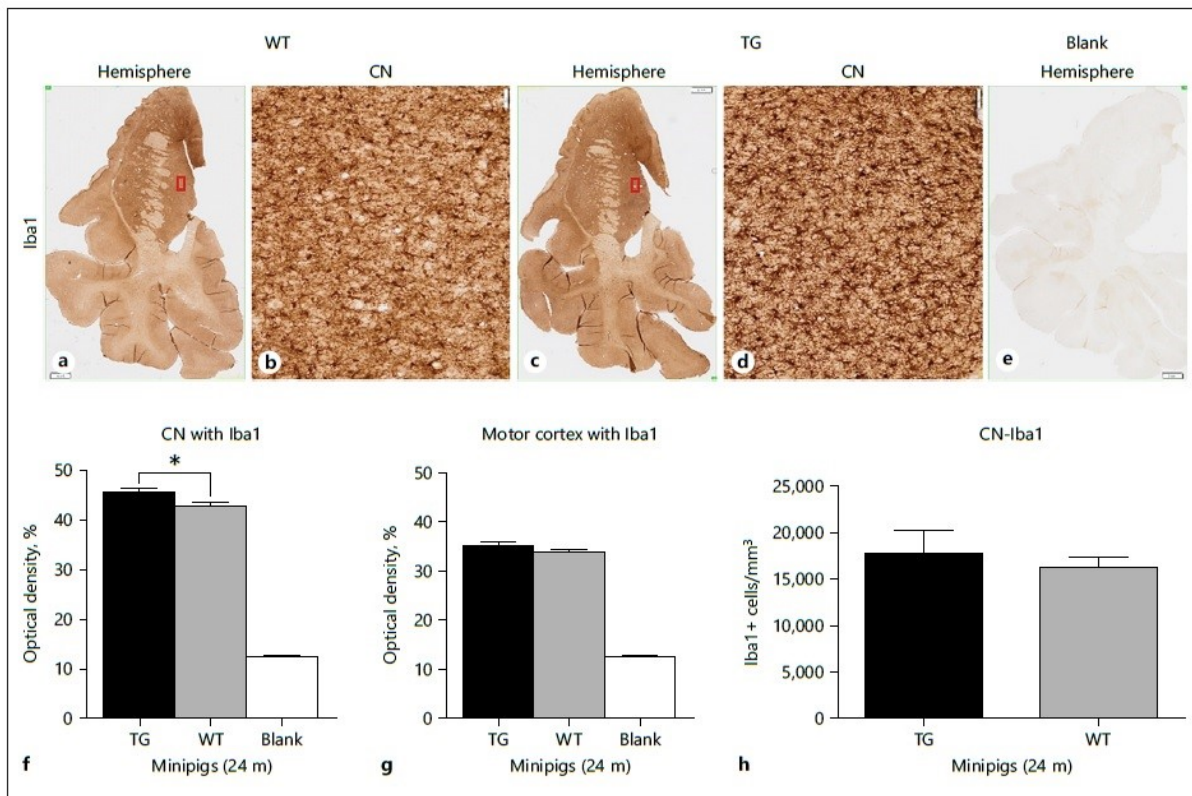 WT TG Blank
Hemisphere CN Hemisphere CN Hemisphere
Iba1
a b c d e
CN with Iba1
Optical density, %
50
40
30
20
10
0
*
TG WT Blank
f Minipigs (24 m)
Motor cortex with Iba1
Optical density, %
50
40
30
20
10
0
TG WT Blank
g Minipigs (24 m)
CN-Iba1
Iba1+ cells/mm³
25,000
20,000
15,000
10,000
5,000
0
TG WT
h Minipigs (24 m)